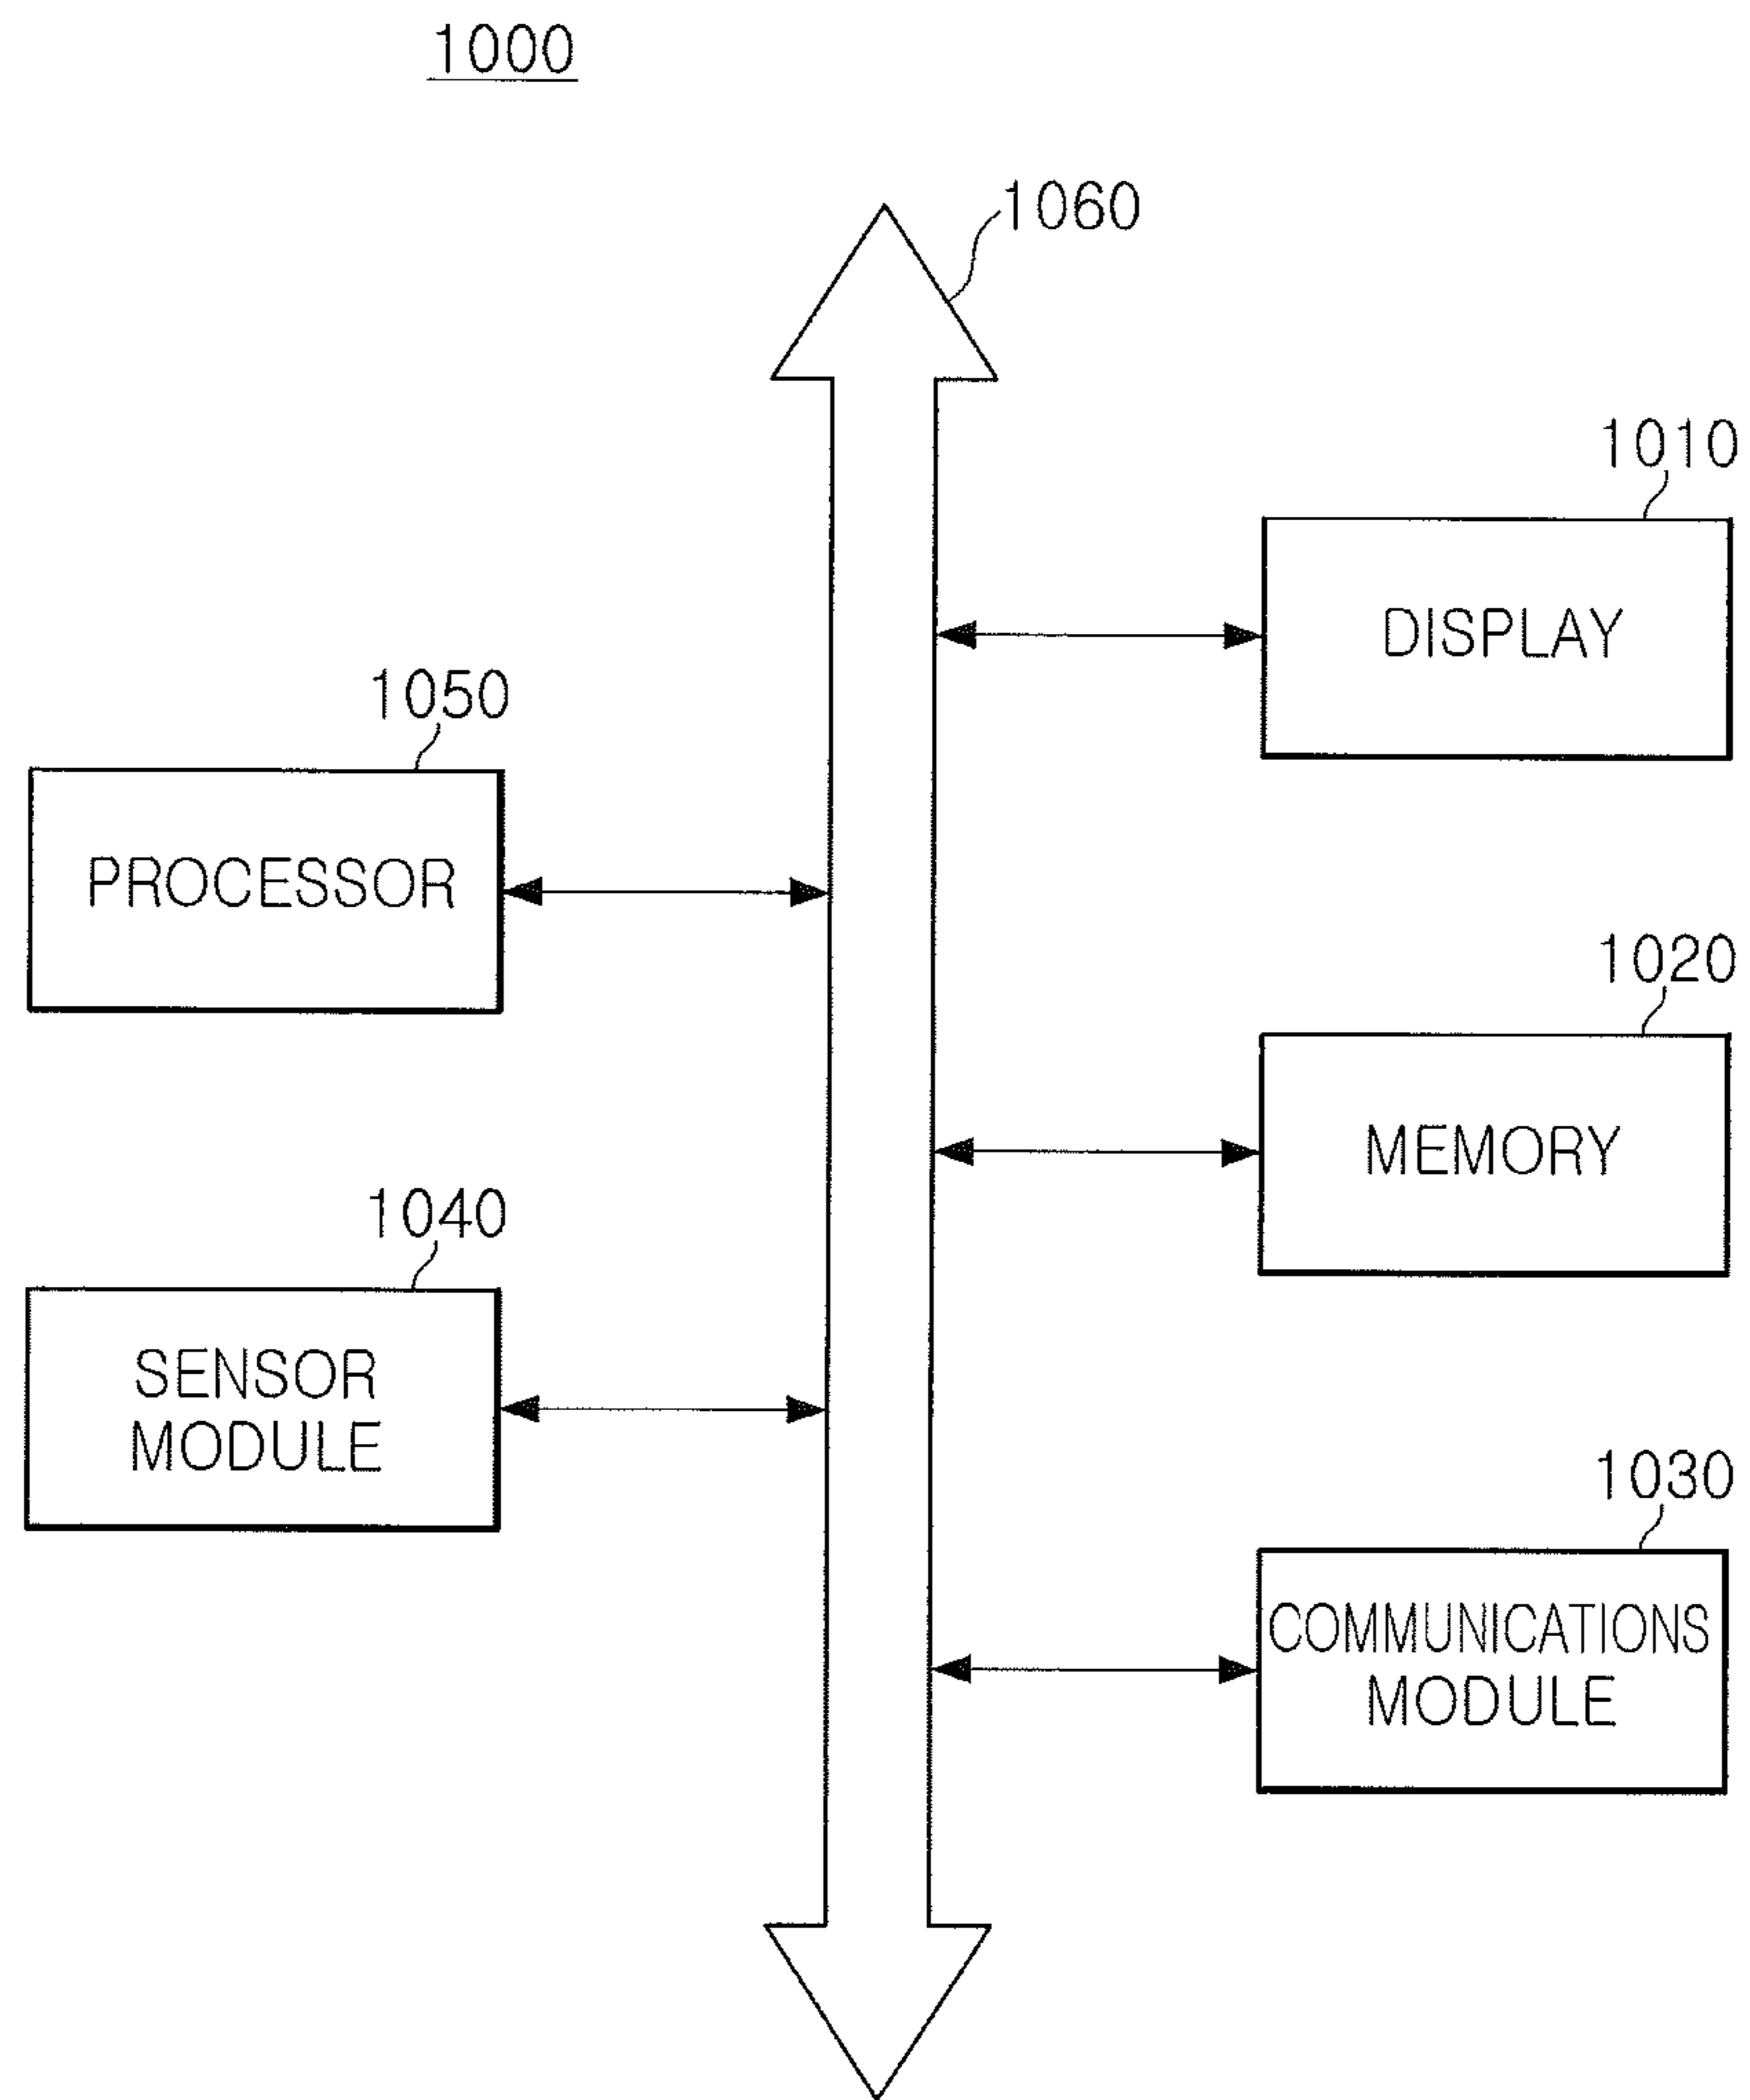 1000
1060
1010
DISPLAY
1050
PROCESSOR
1020
MEMORY
1040
SENSOR
MODULE
1030
COMMUNICATIONS
MODULE